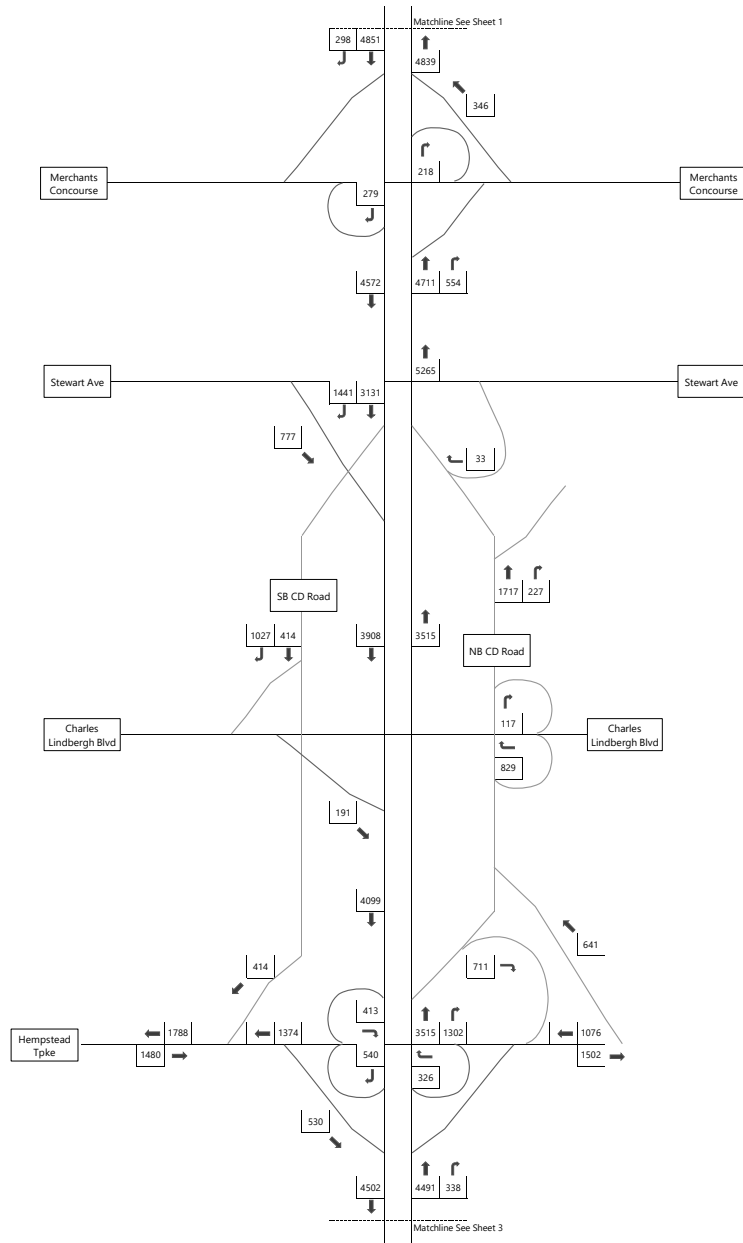 Matchline See Sheet 1
298 4851
4839
346
Merchants
Concourse
218
Merchants
Concourse
279
4572
4711 554
5265
Stewart Ave
Stewart Ave
1441 3131
777
33
1717 227
SB CD Road
1027 414
3908
3515
NB CD Road
117
Charles
Lindbergh Blvd
Charles
Lindbergh Blvd
829
191
4099
641
414
711
413
1788
1374
3515 1302
1076
Hempstead
Tpke
1480
540
1502
326
530
4502
4491 338
Matchline See Sheet 3